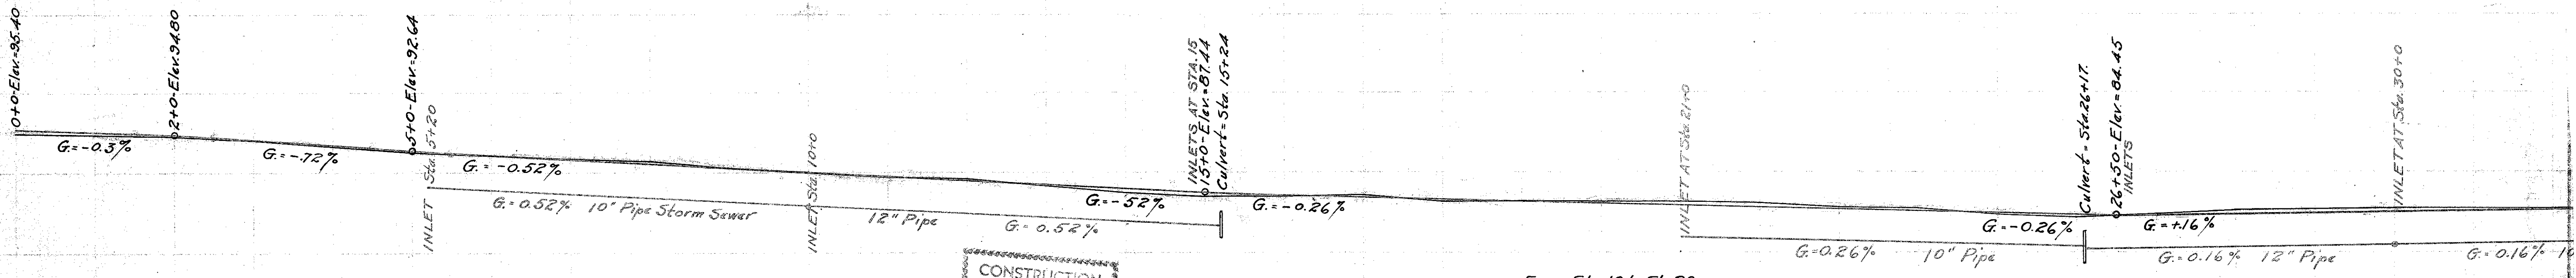 0+0-Elev.=95.40
G.=-0.3%
2+0-Elev.94.80
G.=-.72%
5+0-Elev.=92.64
INLET Sta. 5+20
G.= -0.52%
G.=0.52% 10" Pipe Storm Sewer
INLET Sta. 10+0
12" Pipe
G.= 0.52%
G.=-.52%
INLETS AT STA. 15
15+0-Elev.=87.44
Culvert=Sta. 15+24
G.= -0.26%
INLET AT Sta. 21+0
G.=-0.26%
G.=0.26% 10" Pipe
Culvert = Sta. 26+17.
26+50-Elev.=84.45
INLETS
G.=+.16%
G.=0.16% 12" Pipe
INLET AT Sta. 30+0
G.=0.16%
CONSTRUCTION